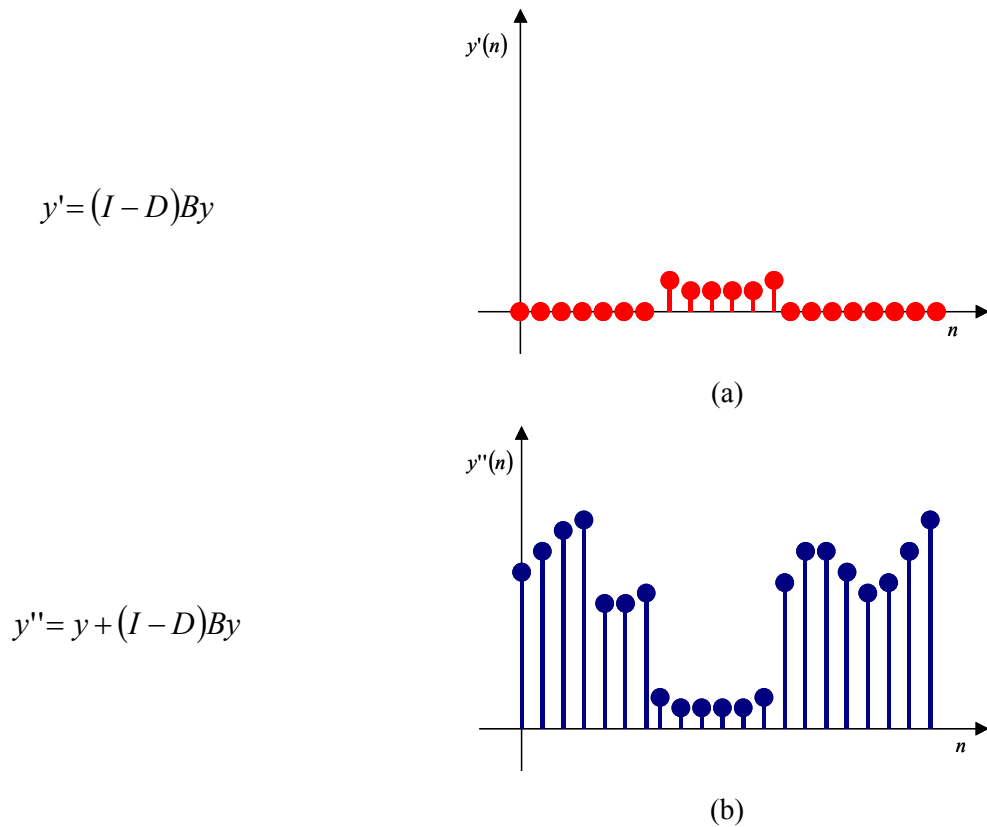 y'(n)
y'= (I − D)By
n
(a)
y''(n)
y''= y + (I − D)By
n
(b)